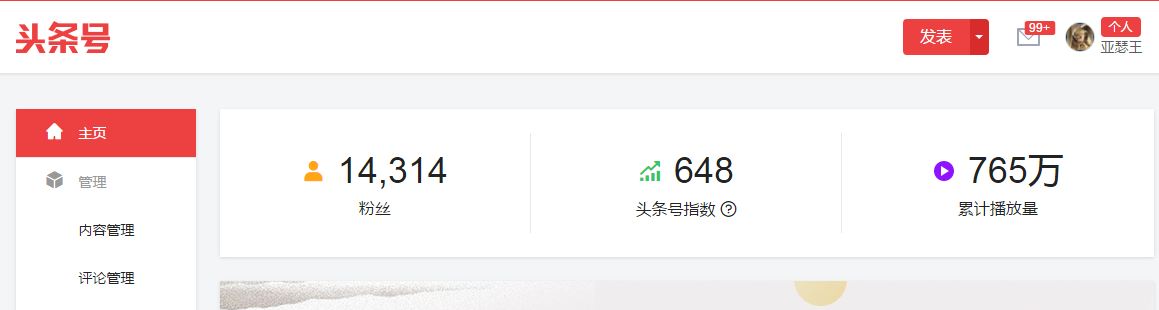 头条号
发表
99+
个人
亚瑟王
主页
管理
内容管理
评论管理
14,314
粉丝
648
头条号指数 ?
765万
累计播放量